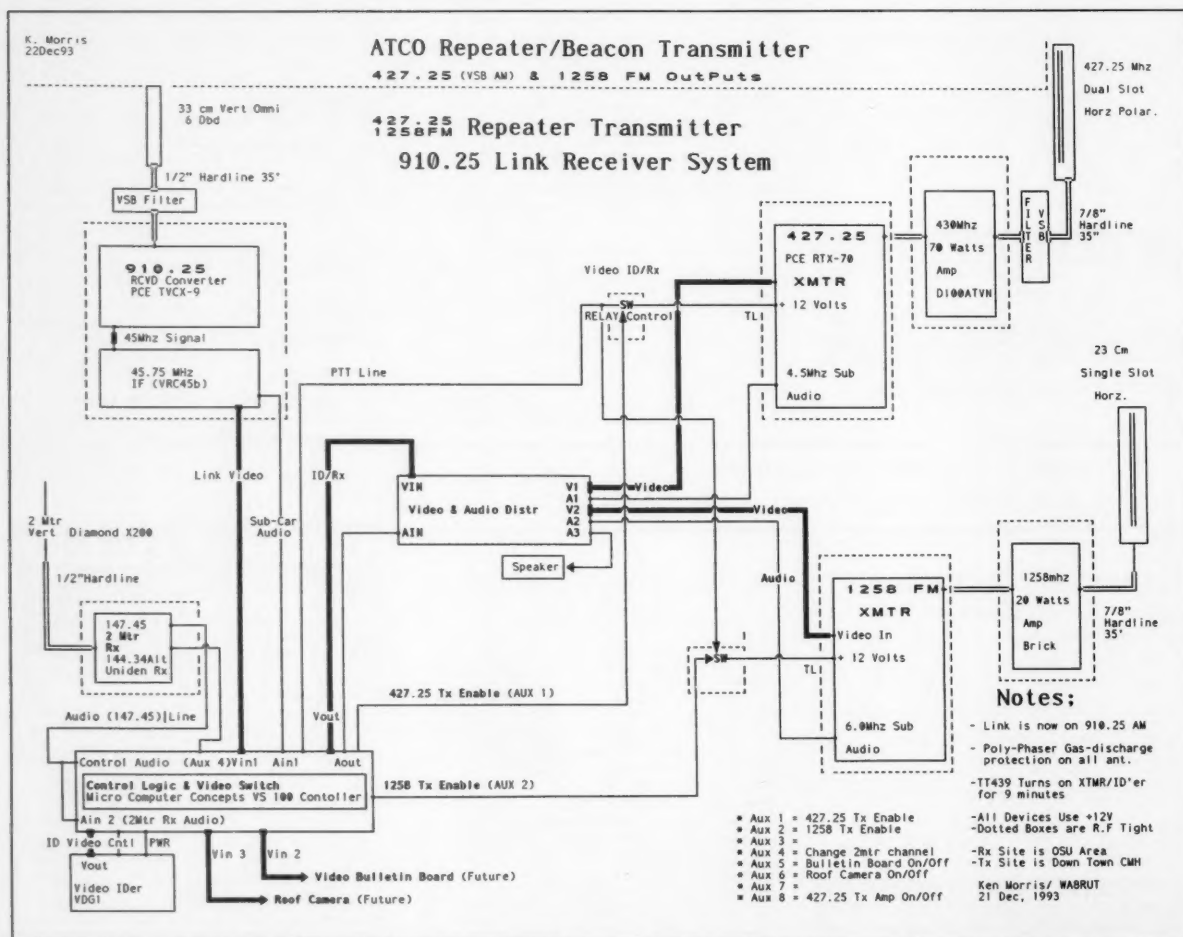 K. Morris
22Dec93
ATCO Repeater/Beacon Transmitter
427.25 (VSB AM) & 1258 FM OutPuts
427.25
1258FM Repeater Transmitter
910.25 Link Receiver System
33 cm Vert Omni
6 Dbd
1/2" Hardline 35'
VSB Filter
910.25
RCVD Converter
PCE TVCX-9
45Mhz Signal
45.75 MHz
IF (VRC45b)
427.25 Mhz
Dual Slot
Horz Polar.
7/8"
Hardline
35"
FILTER
VSB
430Mhz
70 Watts
Amp
D100ATVN
427.25
PCE RTX-70
XMTR
+ 12 Volts
TL
4.5Mhz Sub
Audio
Video ID/Rx
SW
RELAY Control
PTT Line
Link Video
ID/Rx
Sub-Car
Audio
VIN
Video & Audio Distr
AIN
V1
A1
V2
A2
A3
Video
Video
Speaker
Audio
23 Cm
Single Slot
Horz.
7/8"
Hardline
35'
1258mhz
20 Watts
Amp
Brick
1258 FM
XMTR
Video In
+ 12 Volts
TL
6.0Mhz Sub
Audio
SW
2 Mtr
Vert Diamond X200
1/2"Hardline
147.45
2 Mtr
Rx
144.34Alt
Uniden Rx
Audio (147.45)|Line
Vout
427.25 Tx Enable (AUX 1)
1258 Tx Enable (AUX 2)
Control Audio (Aux 4)Vin1 Ain1 Aout
Control Logic & Video Switch
Micro Computer Concepts VS 100 Contoller
Ain 2 (2Mtr Rx Audio)
ID Video Cntl PWR
Vin 3
Vin 2
Vout
Video IDer
VDG1
Video Bulletin Board (Future)
Roof Camera (Future)
* Aux 1 = 427.25 Tx Enable
* Aux 2 = 1258 Tx Enable
* Aux 3 =
* Aux 4 = Change 2mtr channel
* Aux 5 = Bulletin Board On/Off
* Aux 6 = Roof Camera On/Off
* Aux 7 =
* Aux 8 = 427.25 Tx Amp On/Off
Notes;
- Link is now on 910.25 AM
- Poly-Phaser Gas-discharge
protection on all ant.
-TT439 Turns on XTMR/ID'er
for 9 minutes
-All Devices Use +12V
-Dotted Boxes are R.F Tight
-Rx Site is OSU Area
-Tx Site is Down Town CMH
Ken Morris/ WA8RUT
21 Dec, 1993